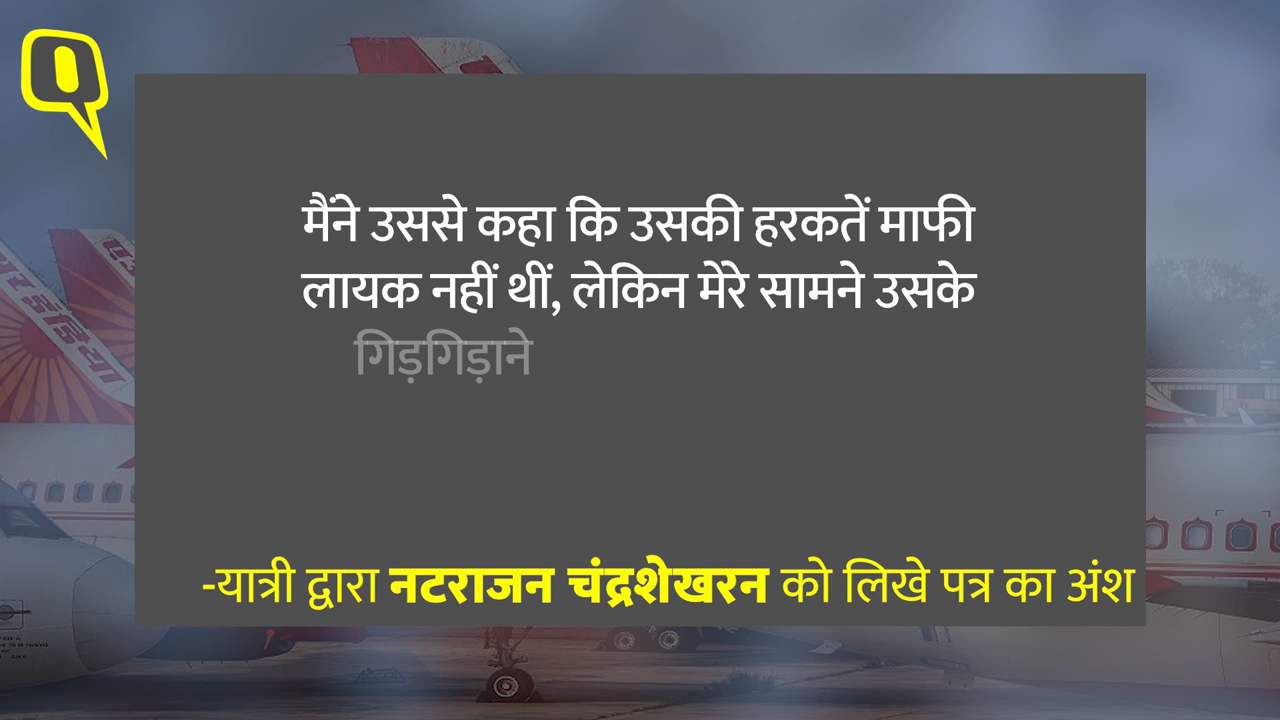 मैंने उससे कहा कि उसकी हरकतें माफी
लायक नहीं थीं, लेकिन मेरे सामने उसके
गिड़गिड़ाने
-यात्री द्वारा नटराजन चंद्रशेखरन को लिखे पत्र का अंश